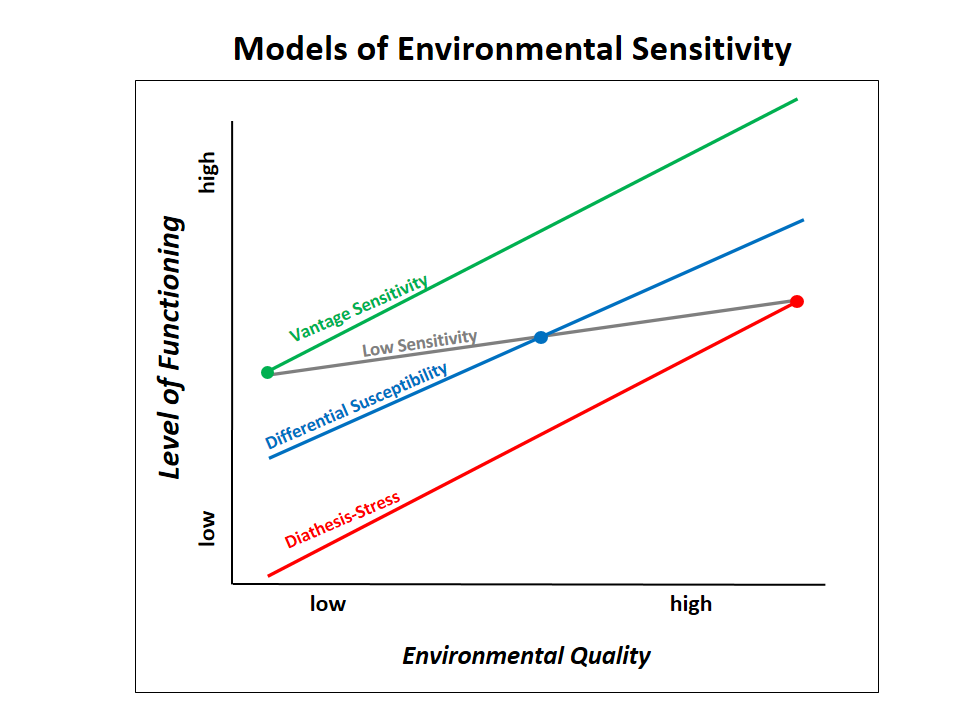 Models of Environmental Sensitivity
high
Level of Functioning
low
Vantage Sensitivity
Low Sensitivity
Differential Susceptibility
Diathesis-Stress
low
high
Environmental Quality